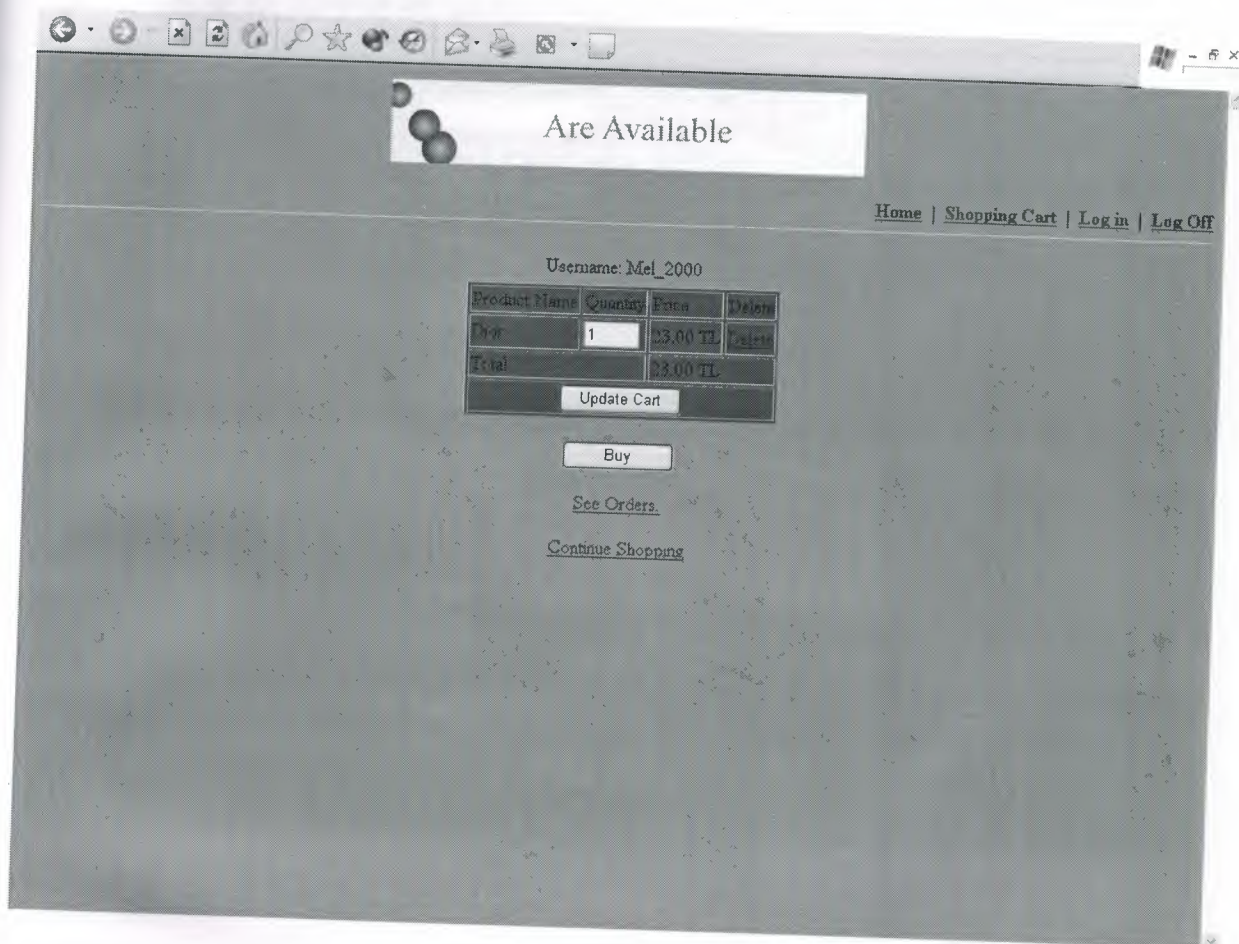 Are Available
Home | Shopping Cart | Log in | Log Off
Username: Mel_2000
Product Name Quantity Price Delete
1 23.00 TL Delete
Total 23.00 TL
Update Cart
Buy
See Orders.
Continue Shopping